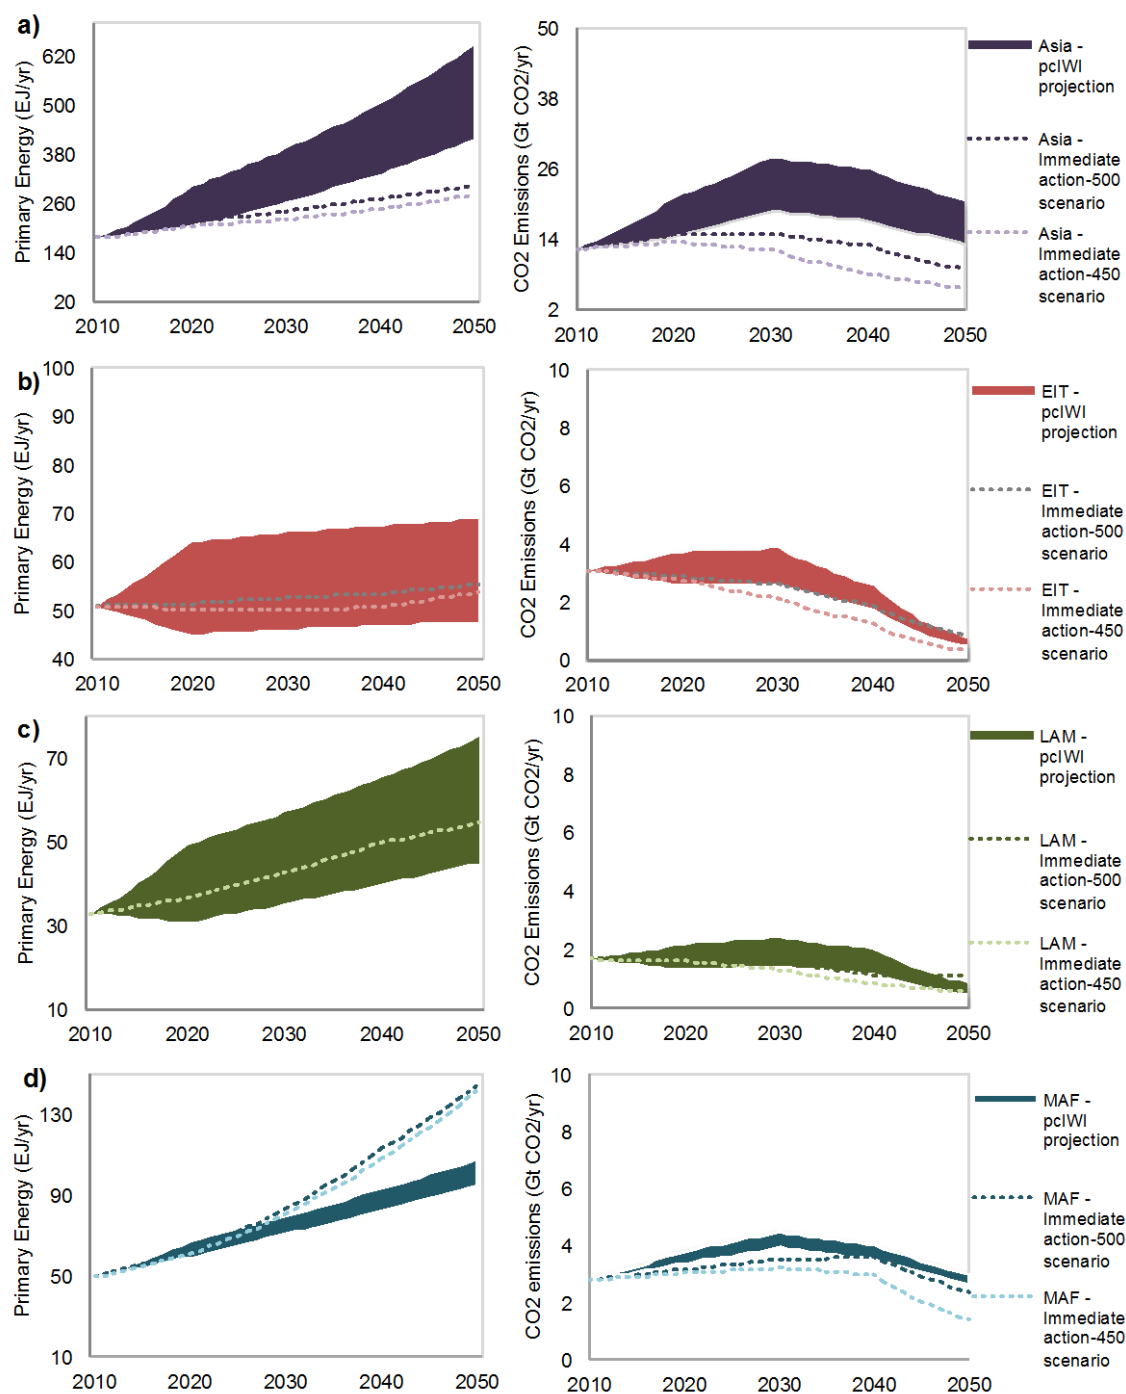 a)
Primary Energy (EJ/yr)
620
500
380
260
140
20
2010 2020 2030 2040 2050
CO2 Emissions (Gt CO2/yr)
50
38
26
14
2
2010 2020 2030 2040 2050
Asia -
pcIWI
projection
Asia -
Immediate
action-500
scenario
Asia -
Immediate
action-450
scenario
b)
Primary Energy (EJ/yr)
100
90
80
70
60
50
40
2010 2020 2030 2040 2050
CO2 Emissions (Gt CO2/yr)
10
8
6
4
2
0
2010 2020 2030 2040 2050
EIT -
pcIWI
projection
EIT -
Immediate
action-500
scenario
EIT -
Immediate
action-450
scenario
c)
Primary Energy (EJ/yr)
70
50
30
10
2010 2020 2030 2040 2050
CO2 Emissions (Gt CO2/yr)
10
8
6
4
2
0
2010 2020 2030 2040 2050
LAM -
pcIWI
projection
LAM -
Immediate
action-500
scenario
LAM -
Immediate
action-450
scenario
d)
Primary Energy (EJ/yr)
130
90
50
10
2010 2020 2030 2040 2050
CO2 emissions (Gt CO2/yr)
10
8
6
4
2
0
2010 2020 2030 2040 2050
MAF -
pcIWI
projection
MAF -
Immediate
action-500
scenario
MAF -
Immediate
action-450
scenario